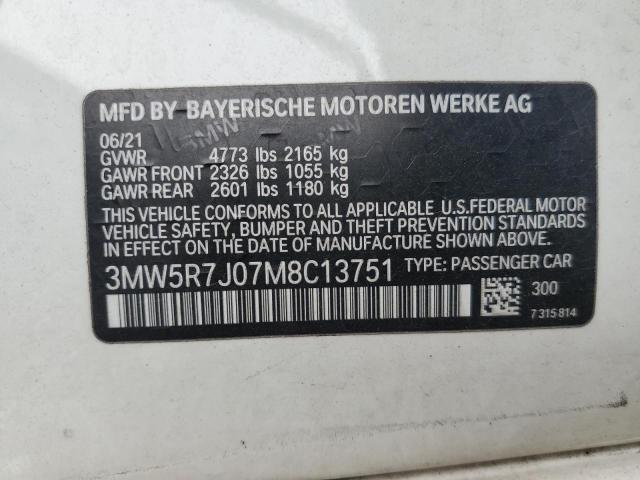 MFD BY BAYERISCHE MOTOREN WERKE AG
06/21
GVWR 4773 lbs 2165 kg
GAWR FRONT 2326 lbs 1055 kg
GAWR REAR 2601 lbs 1180 kg
THIS VEHICLE CONFORMS TO ALL APPLICABLE U.S. FEDERAL MOTOR
VEHICLE SAFETY, BUMPER AND THEFT PREVENTION STANDARDS
IN EFFECT ON THE DATE OF MANUFACTURE SHOWN ABOVE.
3MW5R7J07M8C13751 TYPE: PASSENGER CAR
300
7 315 814